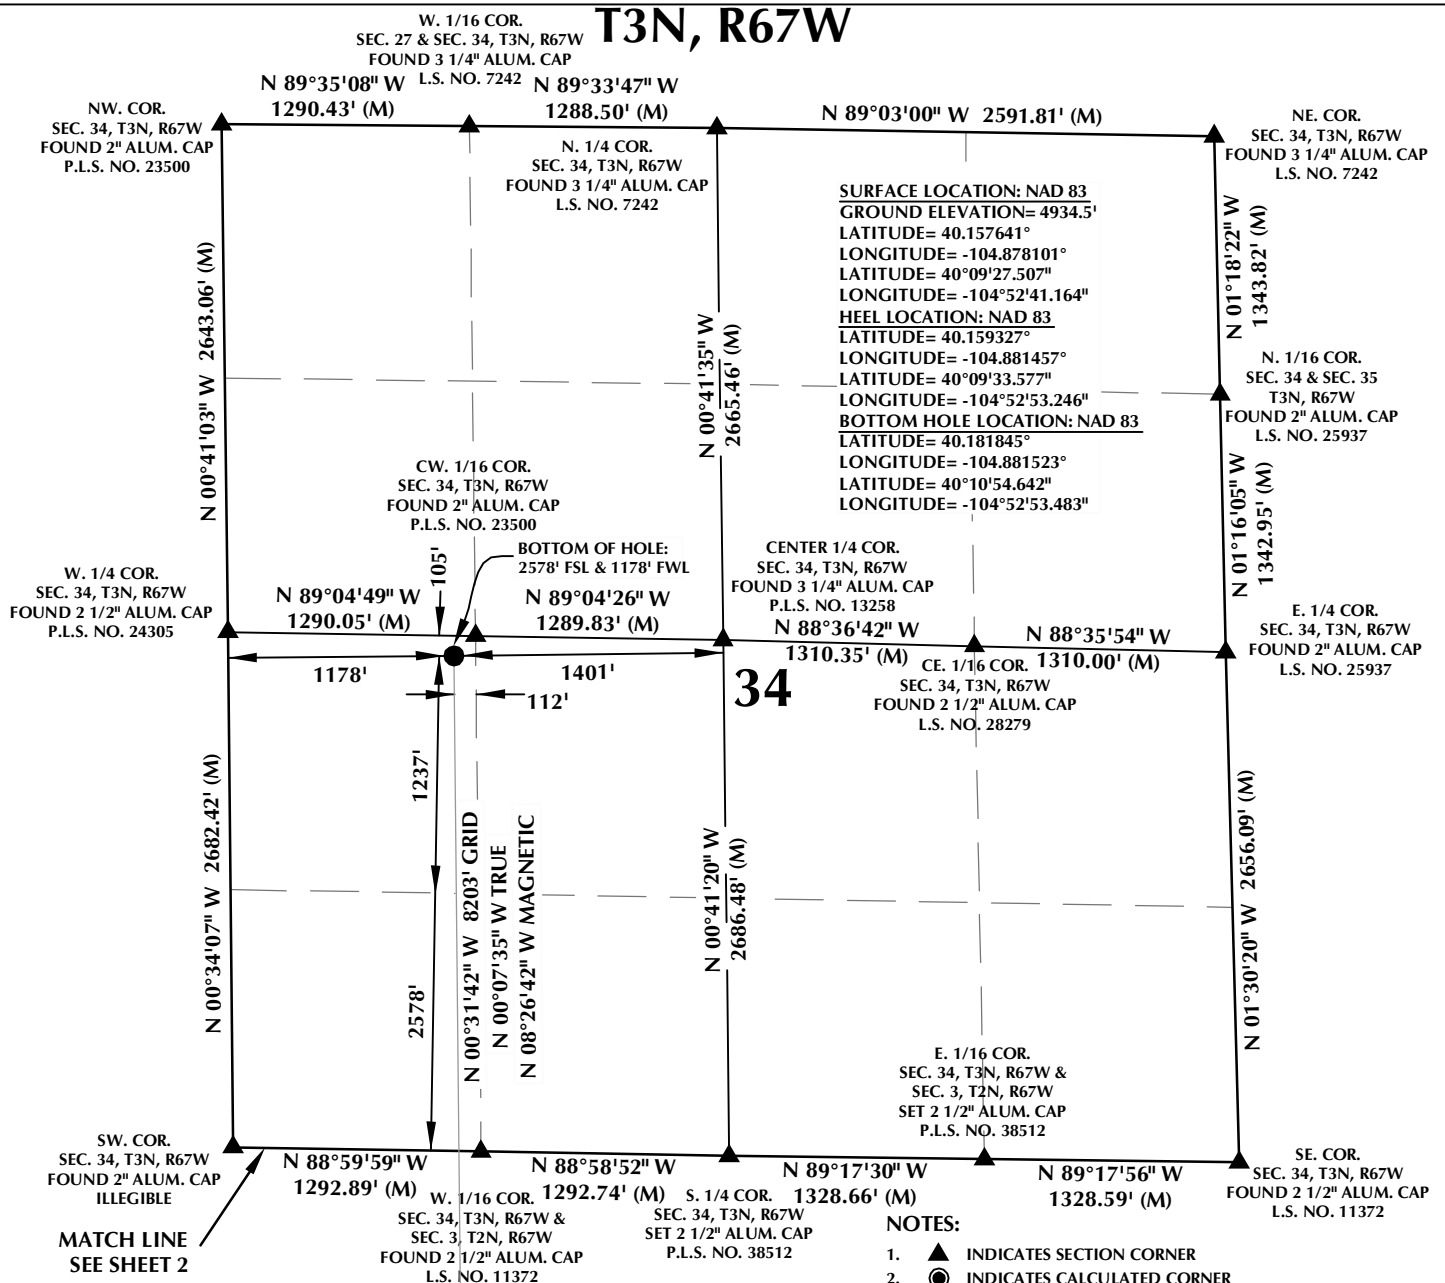 T3N, R67W
W. 1/16 COR.
SEC. 27 & SEC. 34, T3N, R67W
FOUND 3 1/4" ALUM. CAP
L.S. NO. 7242
N 89°35'08" W
1290.43' (M)
N 89°33'47" W
1288.50' (M)
N 89°03'00" W 2591.81' (M)
NW. COR.
SEC. 34, T3N, R67W
FOUND 2" ALUM. CAP
P.L.S. NO. 23500
N. 1/4 COR.
SEC. 34, T3N, R67W
FOUND 3 1/4" ALUM. CAP
L.S. NO. 7242
NE. COR.
SEC. 34, T3N, R67W
FOUND 3 1/4" ALUM. CAP
L.S. NO. 7242
SURFACE LOCATION: NAD 83
GROUND ELEVATION= 4934.5'
LATITUDE= 40.157641°
LONGITUDE= -104.878101°
LATITUDE= 40°09'27.507"
LONGITUDE= -104°52'41.164"
HEEL LOCATION: NAD 83
LATITUDE= 40.159327°
LONGITUDE= -104.881457°
LATITUDE= 40°09'33.577"
LONGITUDE= -104°52'53.246"
BOTTOM HOLE LOCATION: NAD 83
LATITUDE= 40.181845°
LONGITUDE= -104.881523°
LATITUDE= 40°10'54.642"
LONGITUDE= -104°52'53.483"
N 00°41'03" W 2643.06' (M)
N 00°41'35" W
2665.46' (M)
N 01°18'22" W
1343.82' (M)
N. 1/16 COR.
SEC. 34 & SEC. 35
T3N, R67W
FOUND 2" ALUM. CAP
L.S. NO. 25937
N 01°16'05" W
1342.95' (M)
CW. 1/16 COR.
SEC. 34, T3N, R67W
FOUND 2" ALUM. CAP
P.L.S. NO. 23500
105'
BOTTOM OF HOLE:
2578' FSL & 1178' FWL
CENTER 1/4 COR.
SEC. 34, T3N, R67W
FOUND 3 1/4" ALUM. CAP
P.L.S. NO. 13258
W. 1/4 COR.
SEC. 34, T3N, R67W
FOUND 2 1/2" ALUM. CAP
P.L.S. NO. 24305
N 89°04'49" W
1290.05' (M)
N 89°04'26" W
1289.83' (M)
N 88°36'42" W
1310.35' (M)
N 88°35'54" W
1310.00' (M)
E. 1/4 COR.
SEC. 34, T3N, R67W
FOUND 2" ALUM. CAP
L.S. NO. 25937
1178'
1401'
112'
34
CE. 1/16 COR.
SEC. 34, T3N, R67W
FOUND 2 1/2" ALUM. CAP
L.S. NO. 28279
1237'
2578'
N 00°34'07" W 2682.42' (M)
N 00°31'42" W 8203' GRID
N 00°07'35" W TRUE
N 08°26'42" W MAGNETIC
N 00°41'20" W
2686.48' (M)
N 01°30'20" W 2656.09' (M)
E. 1/16 COR.
SEC. 34, T3N, R67W &
SEC. 3, T2N, R67W
SET 2 1/2" ALUM. CAP
P.L.S. NO. 38512
SW. COR.
SEC. 34, T3N, R67W
FOUND 2" ALUM. CAP
ILLEGIBLE
N 88°59'59" W
1292.89' (M)
N 88°58'52" W
1292.74' (M)
N 89°17'30" W
1328.66' (M)
N 89°17'56" W
1328.59' (M)
SE. COR.
SEC. 34, T3N, R67W
FOUND 2 1/2" ALUM. CAP
L.S. NO. 11372
MATCH LINE
SEE SHEET 2
W. 1/16 COR.
SEC. 34, T3N, R67W &
SEC. 3, T2N, R67W
FOUND 2 1/2" ALUM. CAP
L.S. NO. 11372
S. 1/4 COR.
SEC. 34, T3N, R67W
SET 2 1/2" ALUM. CAP
P.L.S. NO. 38512
NOTES:
1. INDICATES SECTION CORNER
2. INDICATES CALCULATED CORNER